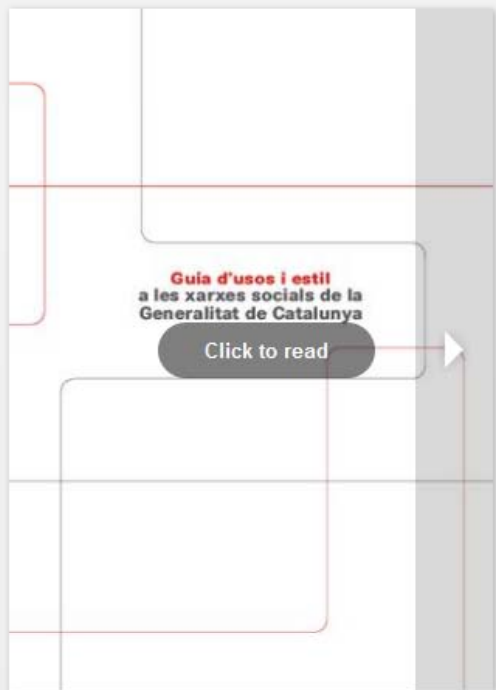 Guia d'usos i estil
a les xarxes socials de la
Generalitat de Catalunya
Click to read